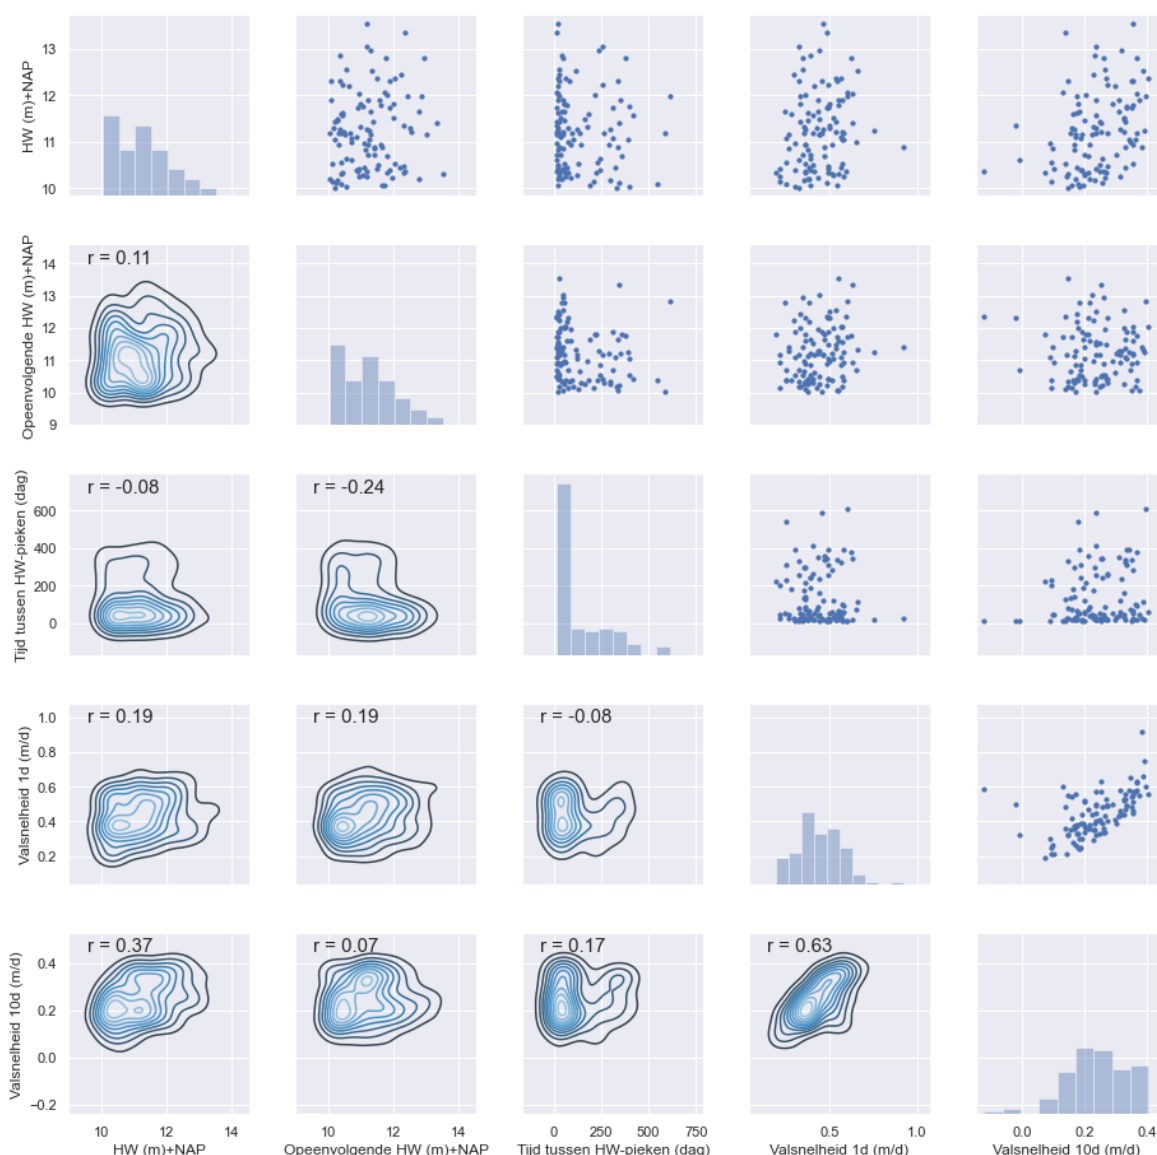 HW (m)+NAP
13
12
11
10
Opeenvolgende HW (m)+NAP
14
13
12
11
10
9
r = 0.11
Tijd tussen HW-pieken (dag)
600
400
200
0
r = -0.08
r = -0.24
Valsnelheid 1d (m/d)
1.0
0.8
0.6
0.4
0.2
r = 0.19
r = 0.19
r = -0.08
Valsnelheid 10d (m/d)
0.4
0.2
0.0
−0.2
r = 0.37
r = 0.07
r = 0.17
r = 0.63
10 12 14
10 12 14
0 250 500 750
0.5 1.0
0.0 0.2 0.4
HW (m)+NAP
Opeenvolgende HW (m)+NAP
Tijd tussen HW-pieken (dag)
Valsnelheid 1d (m/d)
Valsnelheid 10d (m/d)